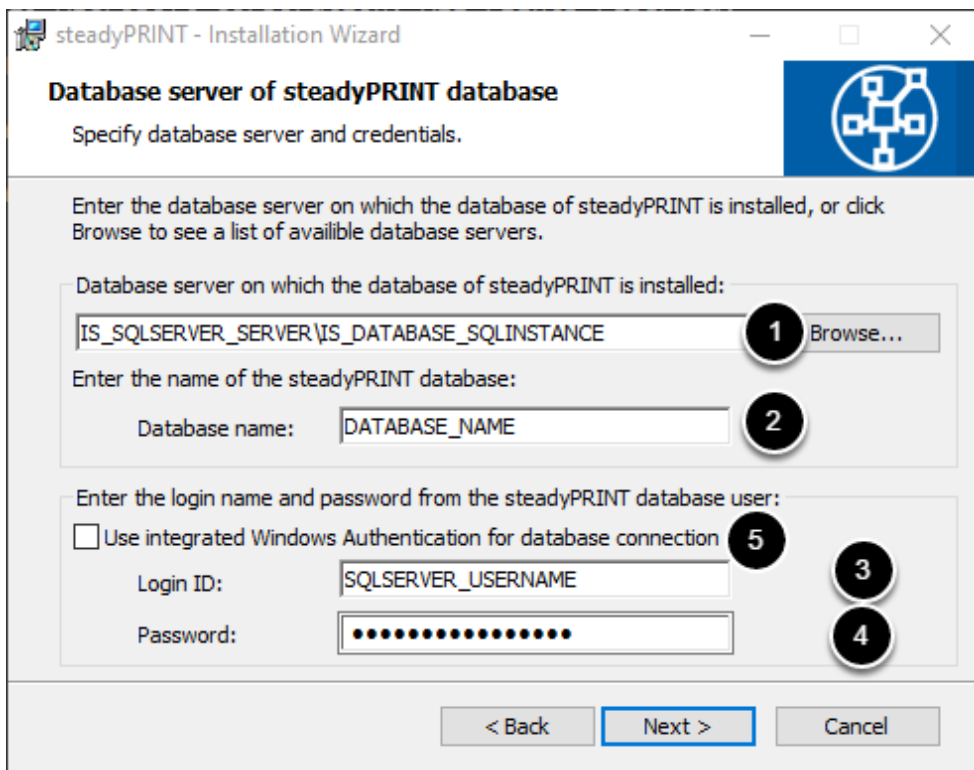 steadyPRINT - Installation Wizard
Database server of steadyPRINT database
Specify database server and credentials.
Enter the database server on which the database of steadyPRINT is installed, or click
Browse to see a list of availible database servers.
Database server on which the database of steadyPRINT is installed:
IS_SQLSERVER_SERVER\IS_DATABASE_SQLINSTANCE 1 Browse...
Enter the name of the steadyPRINT database:
Database name: DATABASE_NAME 2
Enter the login name and password from the steadyPRINT database user:
Use integrated Windows Authentication for database connection 5
Login ID: SQLSERVER_USERNAME 3
Password: •••••••••••••••• 4
< Back Next > Cancel